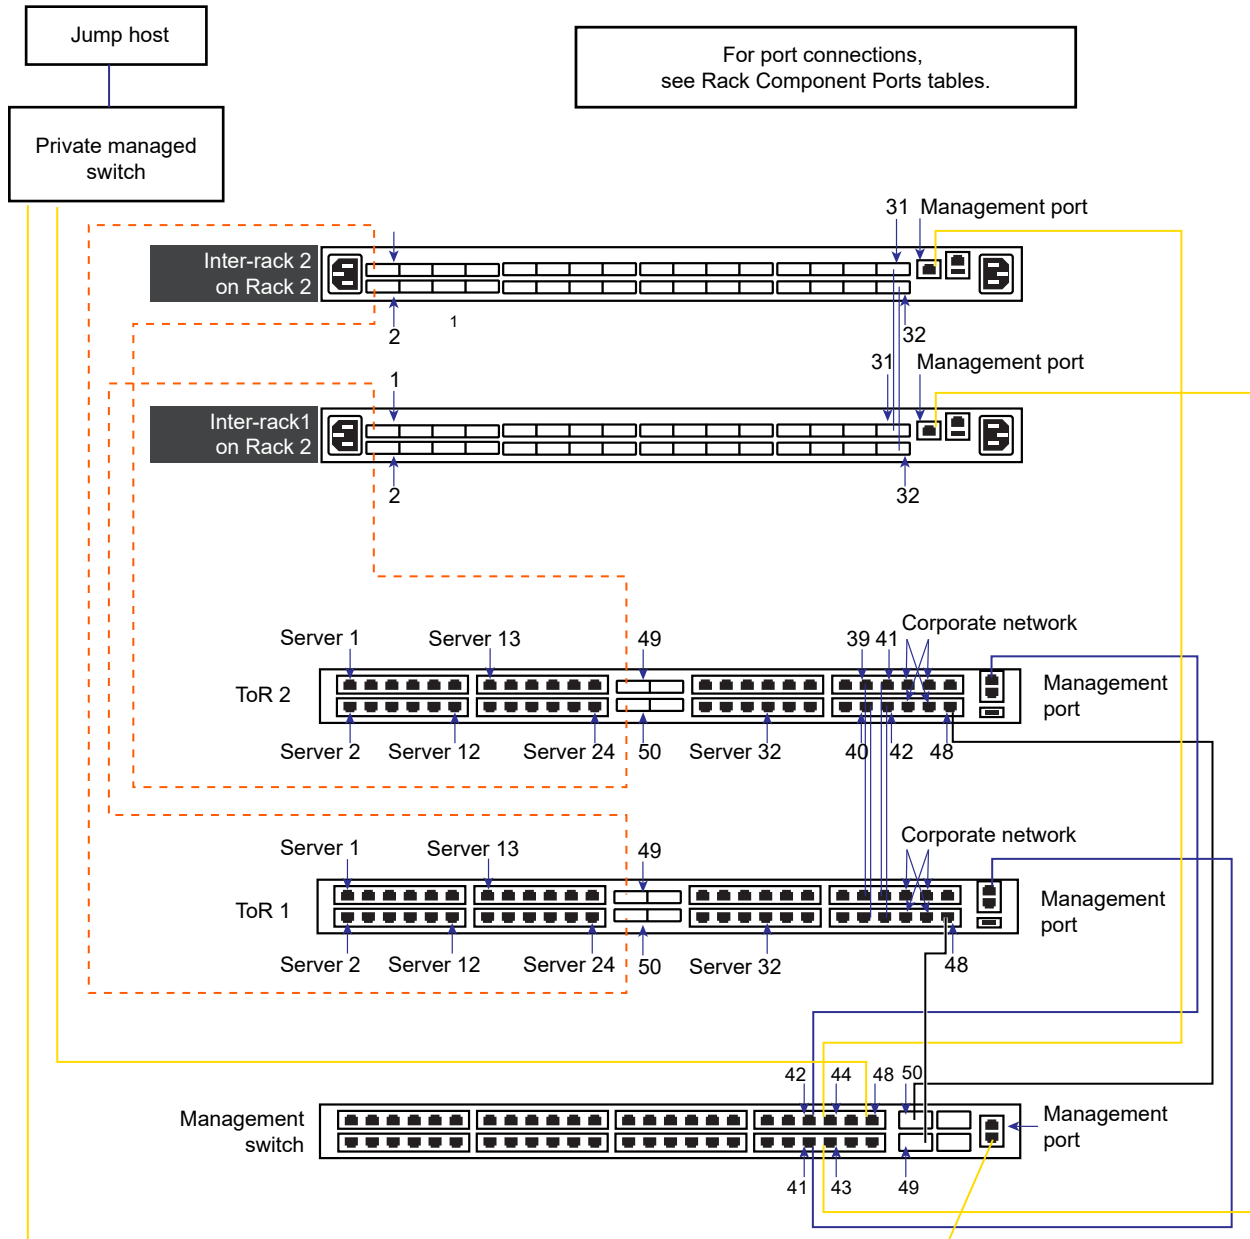 Jump host
For port connections,
see Rack Component Ports tables.
Private managed
switch
31 Management port
Inter-rack 2
on Rack 2
2
1
32
31 Management port
1
Inter-rack1
on Rack 2
2
32
Corporate network
Server 1 Server 13 49 39 41
ToR 2
Management
port
Server 2 Server 12 Server 24 50 Server 32 40 42 48
Corporate network
Server 1 Server 13 49
ToR 1
Management
port
Server 2 Server 12 Server 24 50 Server 32 48
42 44 48 50
Management
switch
Management
port
41 43 49